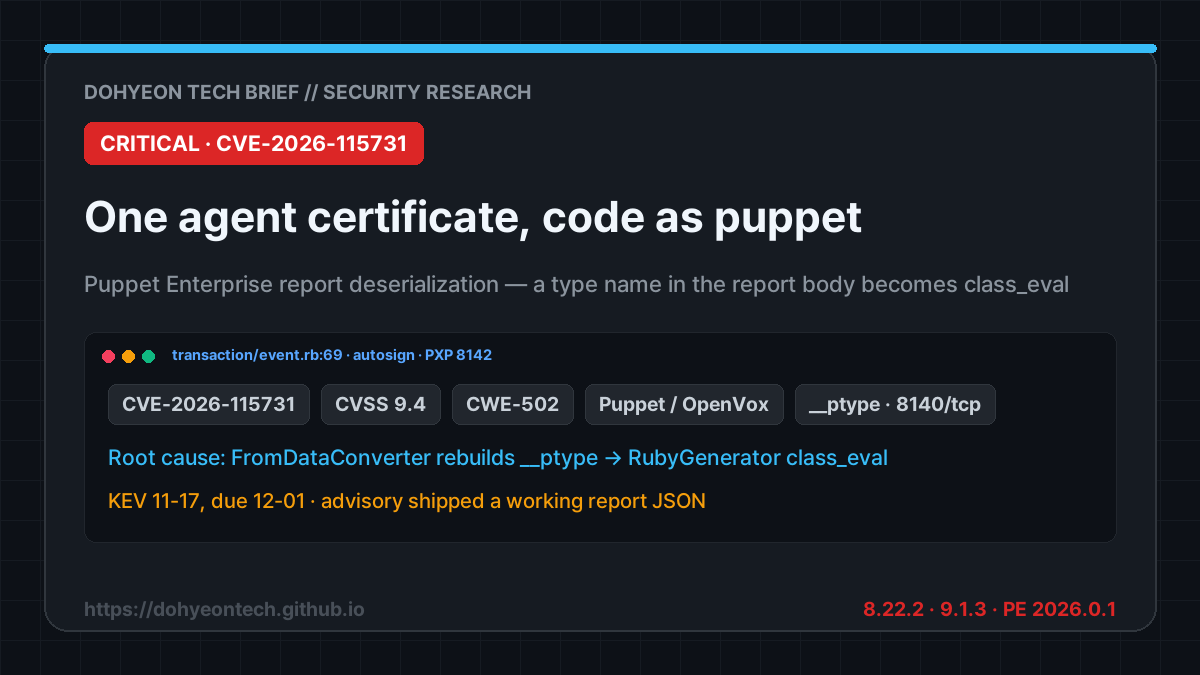 DOHYEON TECH BRIEF // SECURITY RESEARCH
CRITICAL · CVE-2026-115731
One agent certificate, code as puppet
Puppet Enterprise report deserialization — a type name in the report body becomes class_eval
transaction/event.rb:69 · autosign · PXP 8142
CVE-2026-115731 CVSS 9.4 CWE-502 Puppet / OpenVox __ptype · 8140/tcp
Root cause: FromDataConverter rebuilds __ptype → RubyGenerator class_eval
KEV 11-17, due 12-01 · advisory shipped a working report JSON
https://dohyeontech.github.io 8.22.2 · 9.1.3 · PE 2026.0.1